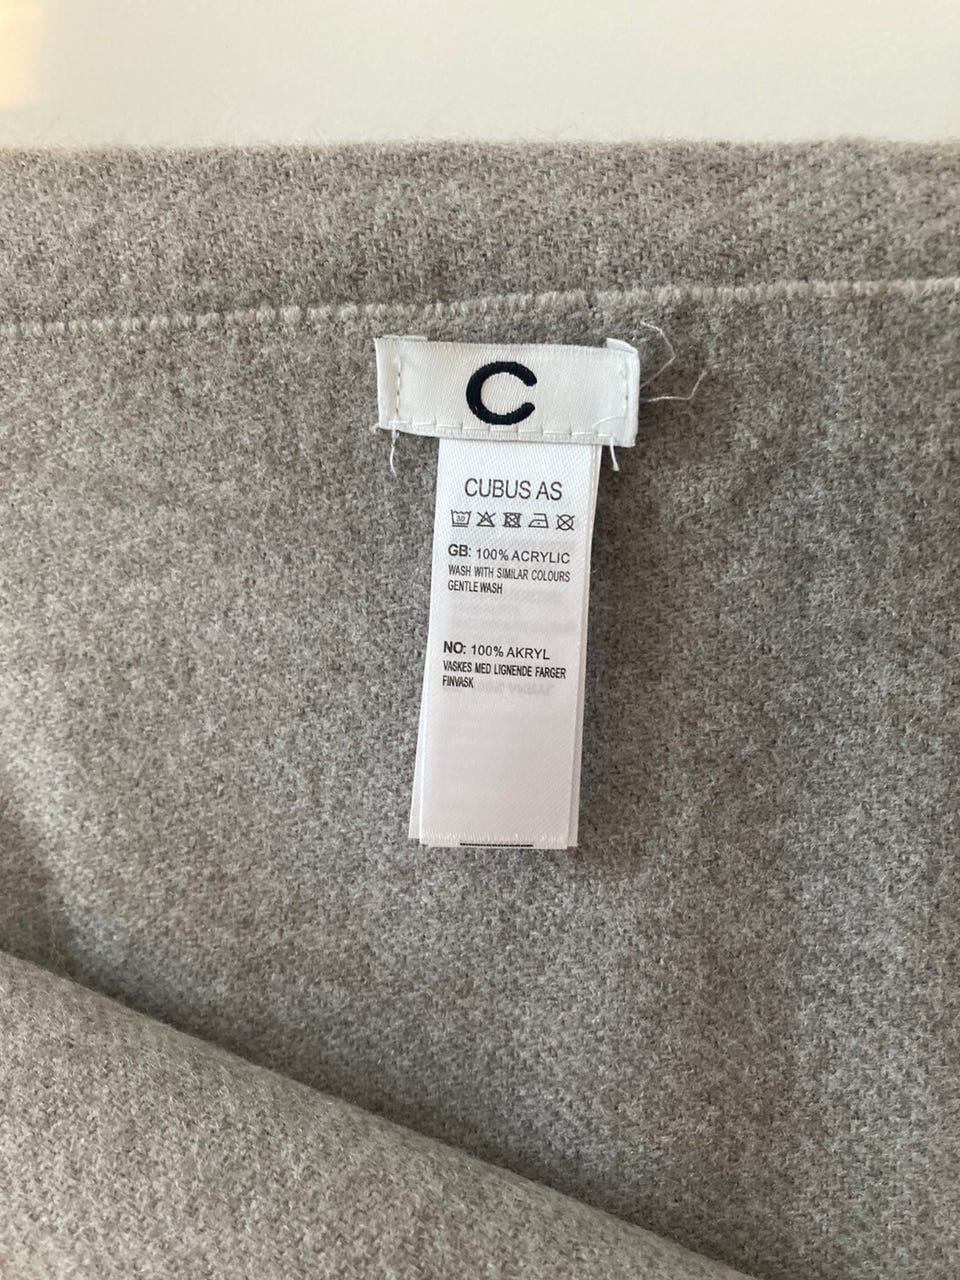 C
CUBUS AS
30
GB: 100% ACRYLIC
WASH WITH SIMILAR COLOURS
GENTLE WASH
NO: 100% AKRYL
VASKES MED LIGNENDE FARGER
FINVASK